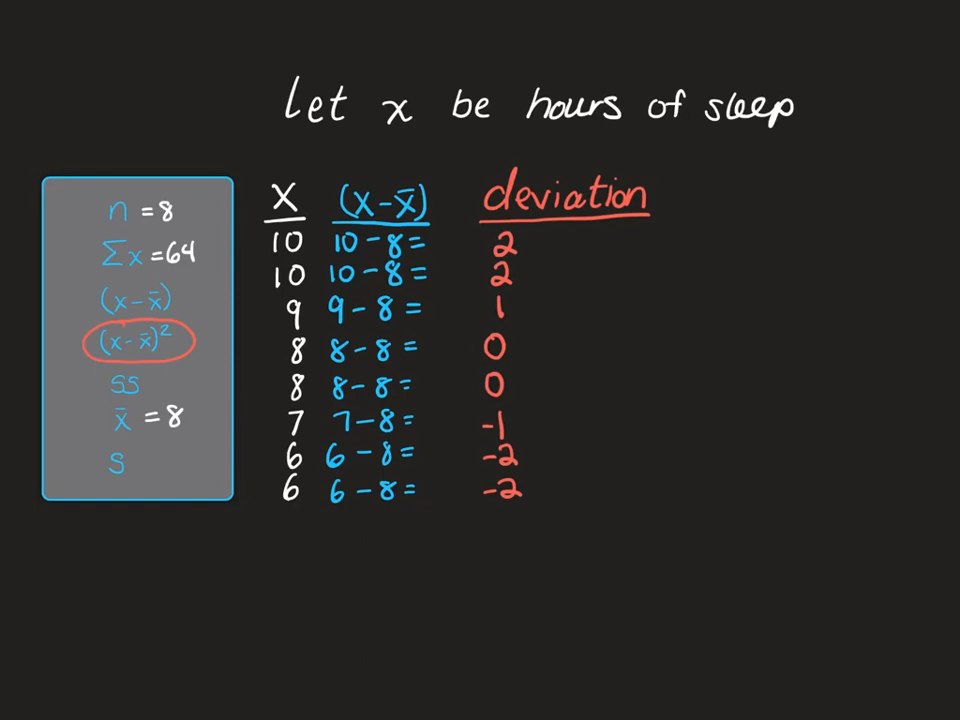 Let x be hours of sleep
n = 8
Σx = 64
(x - x̄)
(x - x̄)²
SS
x̄ = 8
S
X (X - X̄) deviation
10 10 - 8 = 2
10 10 - 8 = 2
9 9 - 8 = 1
8 8 - 8 = 0
8 8 - 8 = 0
7 7 - 8 = -1
6 6 - 8 = -2
6 6 - 8 = -2